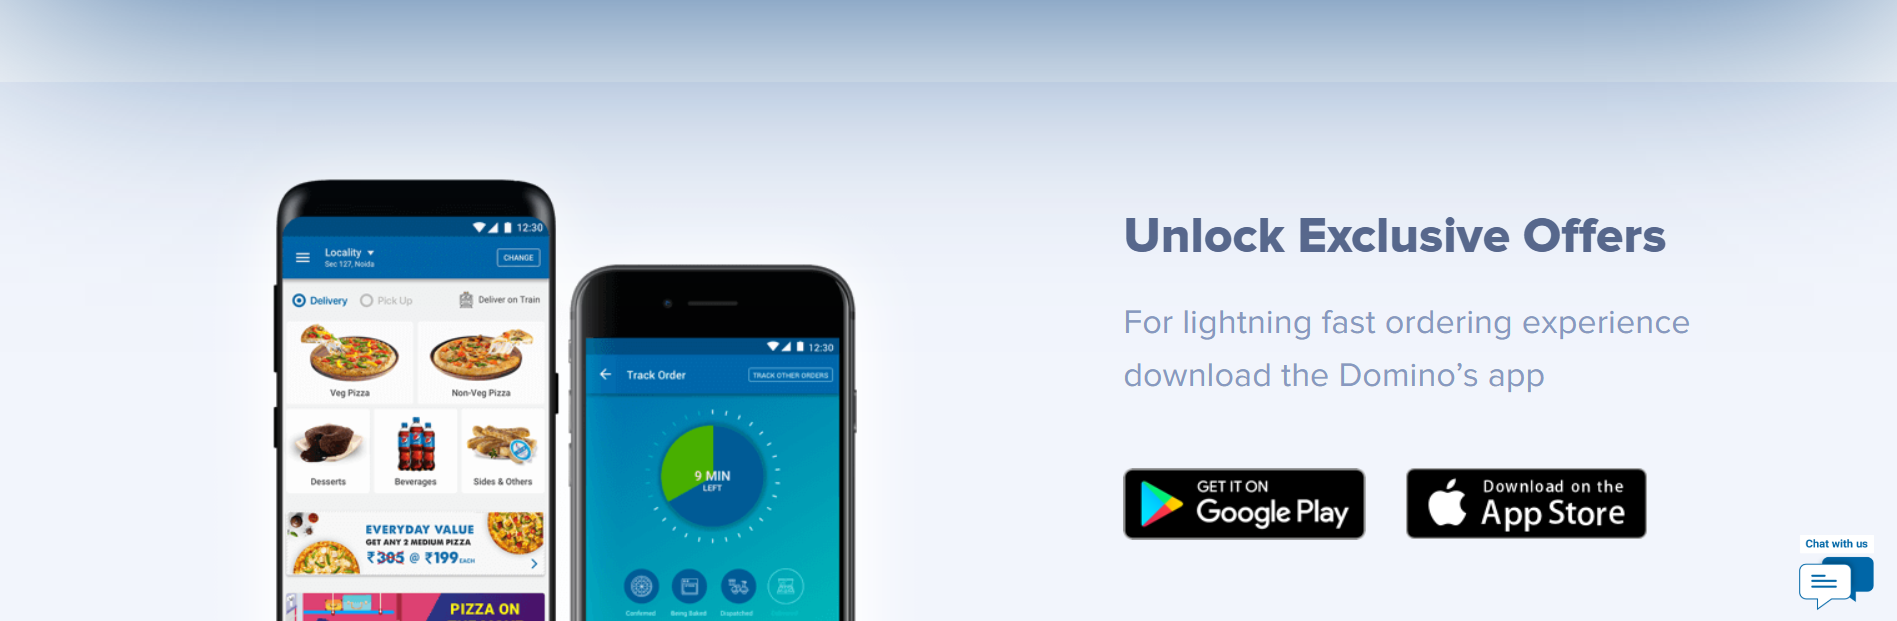 12:30
Locality
Sec 127, Noida
CHANGE
Delivery
Pick Up
Deliver on Train
Veg Pizza
Non-Veg Pizza
Desserts
Beverages
Sides & Others
EVERYDAY VALUE
GET ANY 2 MEDIUM PIZZA
₹305 @ ₹199 EACH
PIZZA ON
12:30
Track Order
TRACK OTHER ORDERS
9 MIN
LEFT
Confirmed
Being Baked
Dispatched
Unlock Exclusive Offers
For lightning fast ordering experience
download the Domino's app
GET IT ON
Google Play
Download on the
App Store
Chat with us